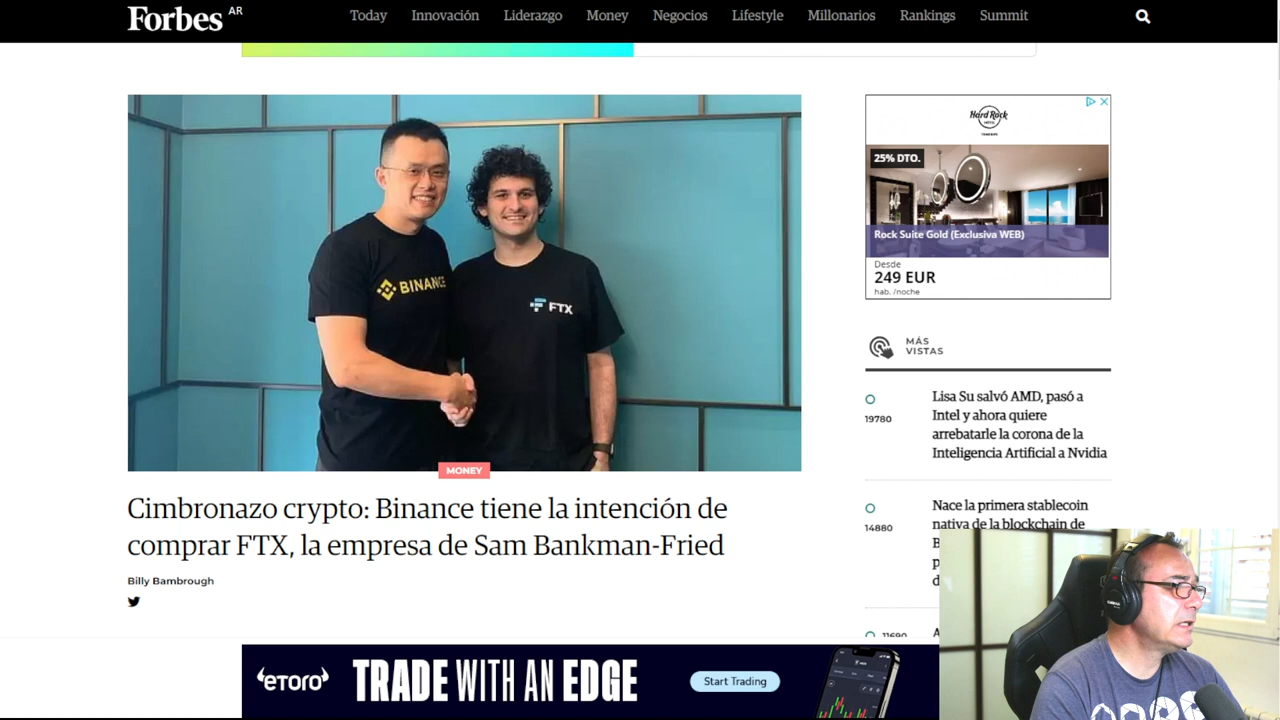 Forbes AR
Today Innovación Liderazgo Money Negocios Lifestyle Millonarios Rankings Summit
BINANCE
FTX
MONEY
Cimbronazo crypto: Binance tiene la intención de
comprar FTX, la empresa de Sam Bankman-Fried
Billy Bambrough
Hard Rock
HOTEL
TENERIFE
25% DTO.
Rock Suite Gold (Exclusiva WEB)
Desde
249 EUR
hab. /noche
MÁS
VISTAS
19780
Lisa Su salvó AMD, pasó a
Intel y ahora quiere
arrebatarle la corona de la
Inteligencia Artificial a Nvidia
14880
Nace la primera stablecoin
nativa de la blockchain de
B
p
d
11690
A
eToro
TRADE WITH AN EDGE
Start Trading